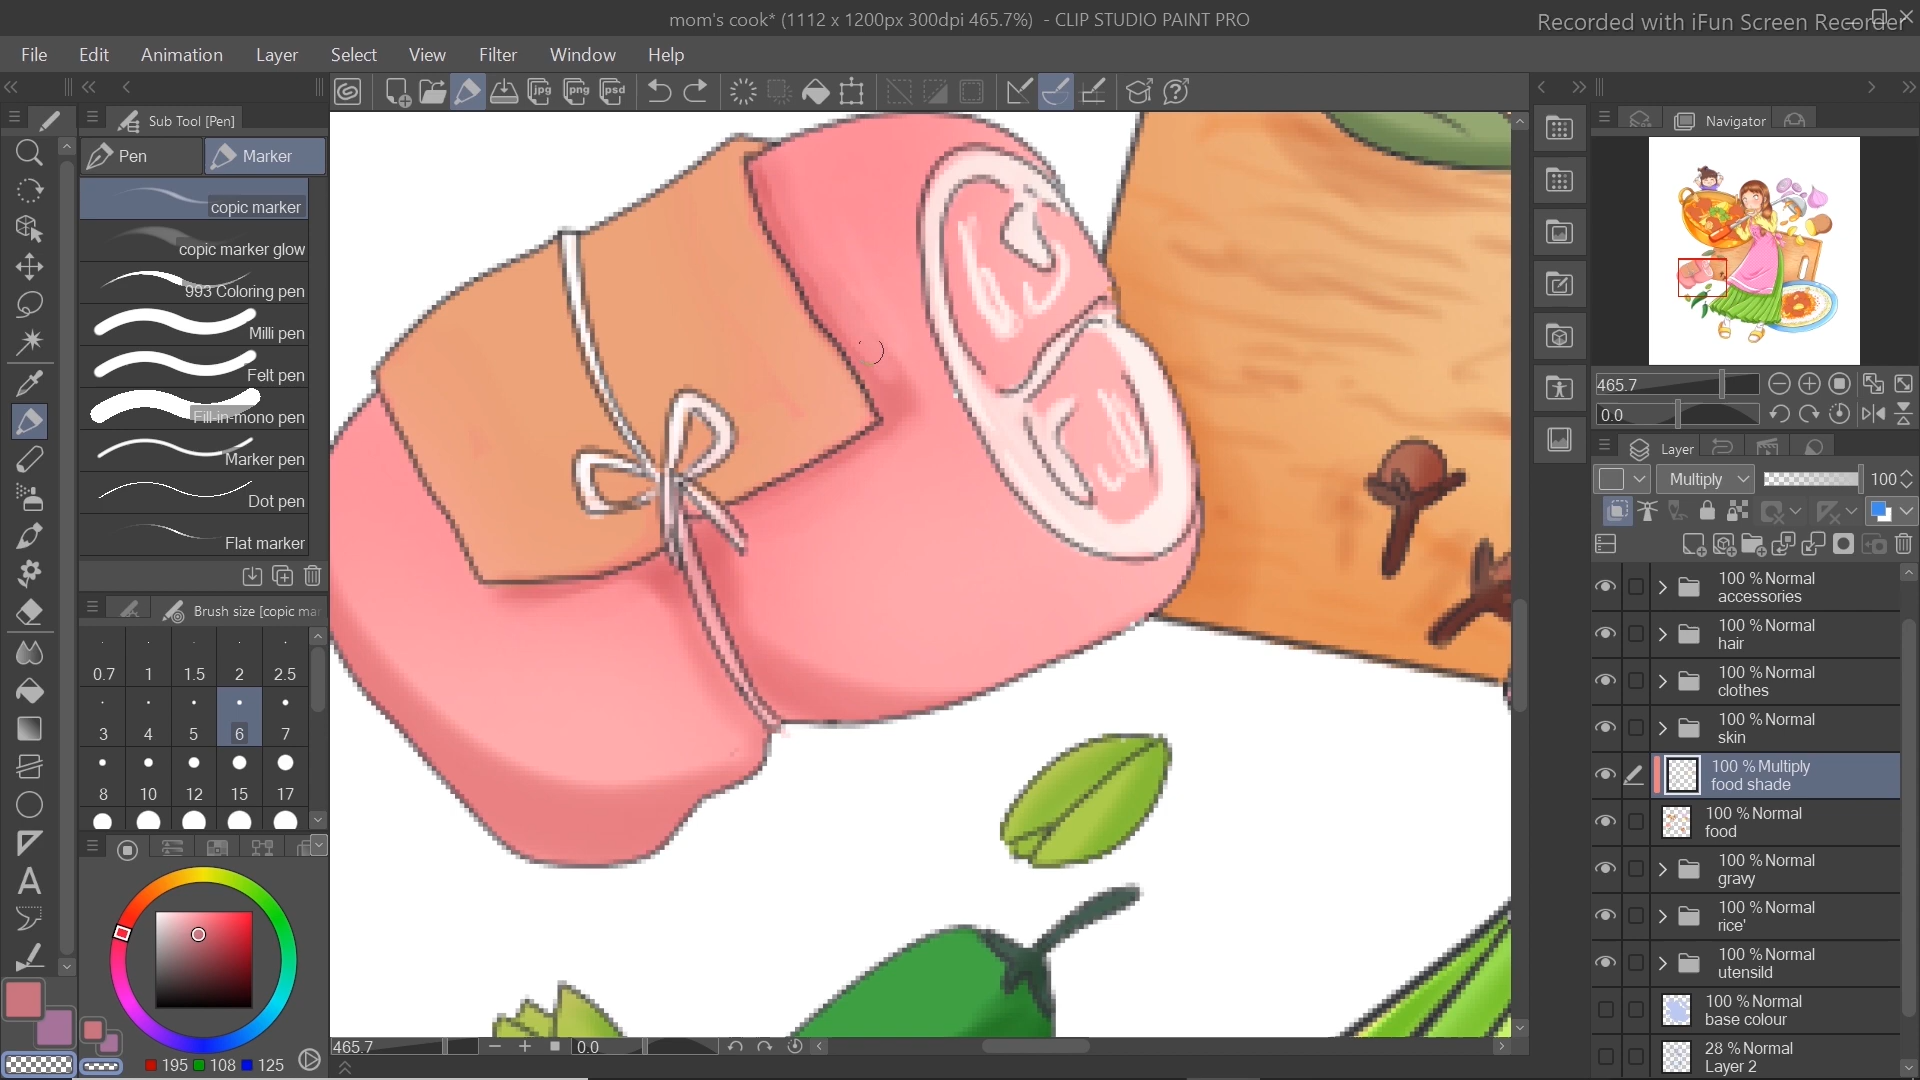 mom's cook* (1112 x 1200px 300dpi 465.7%) - CLIP STUDIO PAINT PRO
Recorded with iFun Screen Recorder
File Edit Animation Layer Select View Filter Window Help
jpg png psd
Sub Tool [Pen]
Pen Marker
copic marker
copic marker glow
993 Coloring pen
Milli pen
Felt pen
Fill-in-mono pen
Marker pen
Dot pen
Flat marker
Brush size [copic ma
0.7 1 1.5 2 2.5
3 4 5 6 7
8 10 12 15 17
195 108 125
465.7 0.0
Navigator
465.7
0.0
Layer
Multiply 100
100 % Normal
accessories
100 % Normal
hair
100 % Normal
clothes
100 % Normal
skin
100 % Multiply
food shade
100 % Normal
food
100 % Normal
gravy
100 % Normal
rice'
100 % Normal
utensild
100 % Normal
base colour
28 % Normal
Layer 2